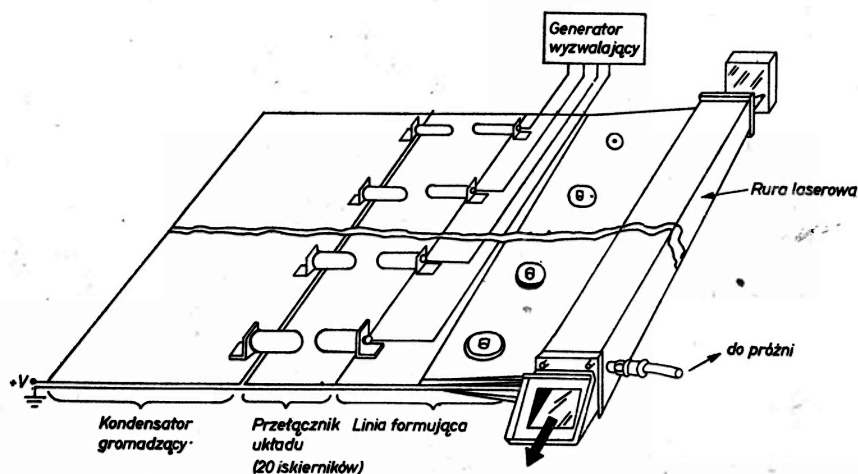 Generator
wyzwalający
Rura laserowa
do próżni
+V
Kondensator
gromadzący
Przełącznik
układu
(20 iskierników)
Linia formująca